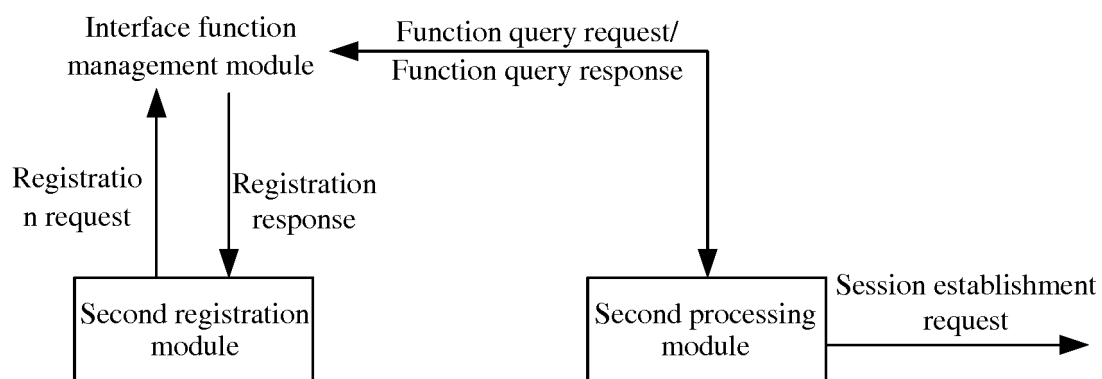 Interface function
management module
Function query request/
Function query response
Registratio
n request
Registration
response
Second registration
module
Second processing
module
Session establishment
request